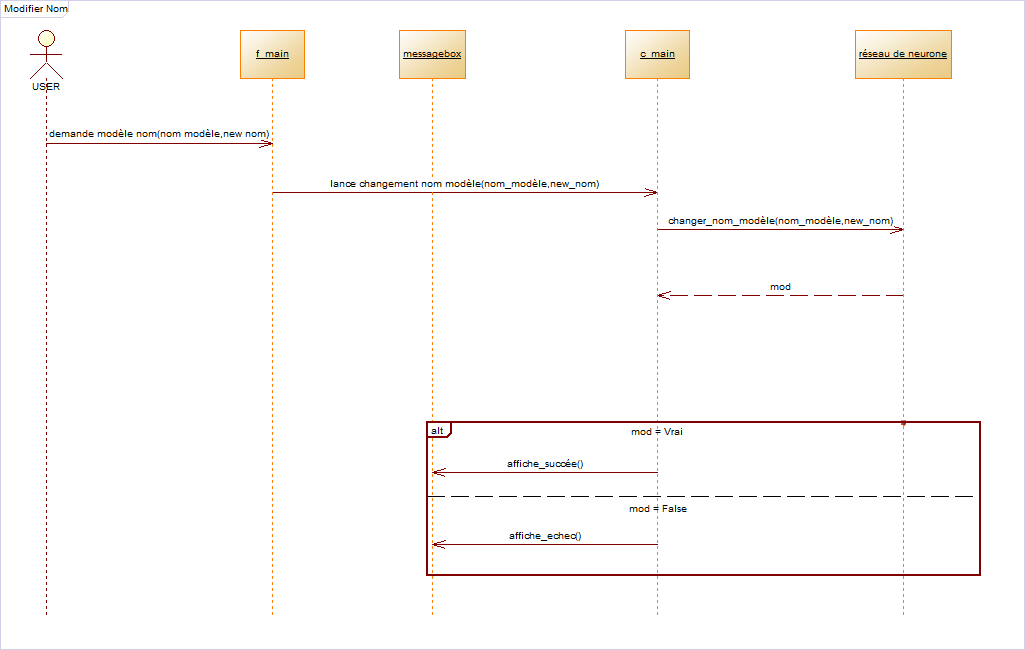 Modifier Nom
f_main
messagebox
c_main
réseau de neurone
USER
demande modèle nom(nom modèle,new nom)
lance changement nom modèle(nom_modèle,new_nom)
changer_nom_modèle(nom_modèle,new_nom)
mod
alt
mod = Vrai
affiche_succée()
mod = False
affiche_echec()